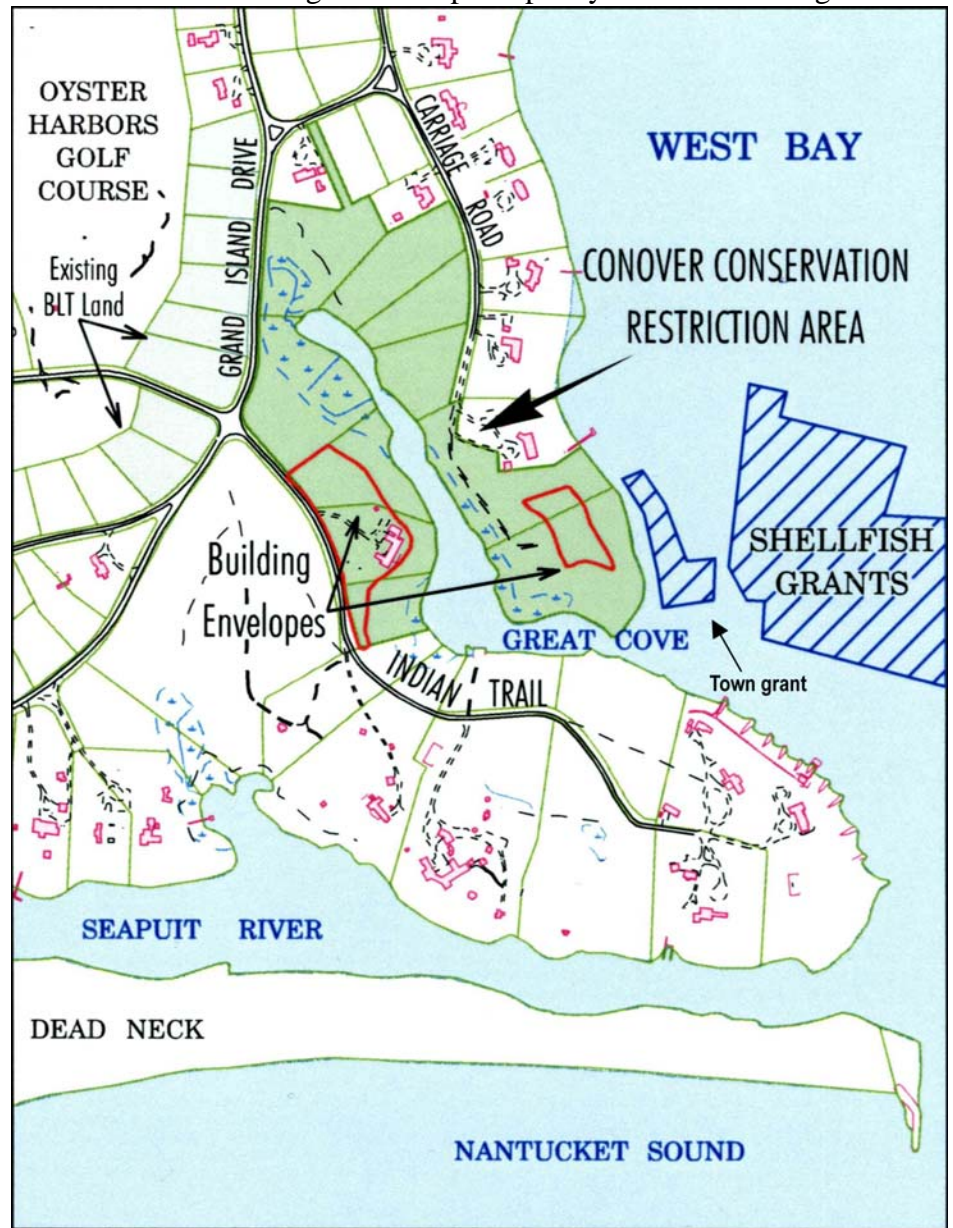 OYSTER
HARBORS
GOLF
COURSE
Existing
BLT Land
GRAND ISLAND DRIVE
CARRIAGE ROAD
WEST BAY
CONOVER CONSERVATION
RESTRICTION AREA
SHELLFISH
GRANTS
Building
Envelopes
GREAT COVE
Town grant
INDIAN TRAIL
SEAPUIT RIVER
DEAD NECK
NANTUCKET SOUND